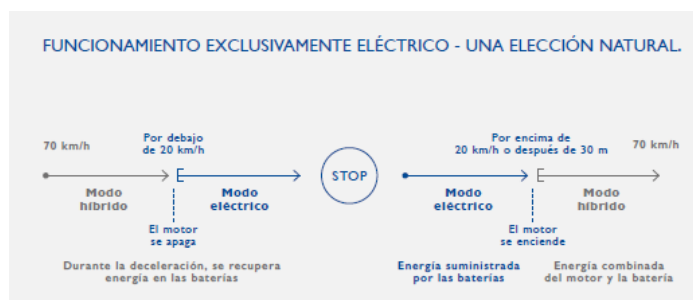 FUNCIONAMIENTO EXCLUSIVAMENTE ELÉCTRICO - UNA ELECCIÓN NATURAL.
70 km/h
Por debajo
de 20 km/h
Modo
híbrido
Modo
eléctrico
El motor
se apaga
Durante la deceleración, se recupera
energía en las baterías
STOP
Por encima de
20 km/h o después de 30 m
70 km/h
Modo
eléctrico
Modo
híbrido
El motor
se enciende
Energía suministrada
por las baterías
Energía combinada
del motor y la batería